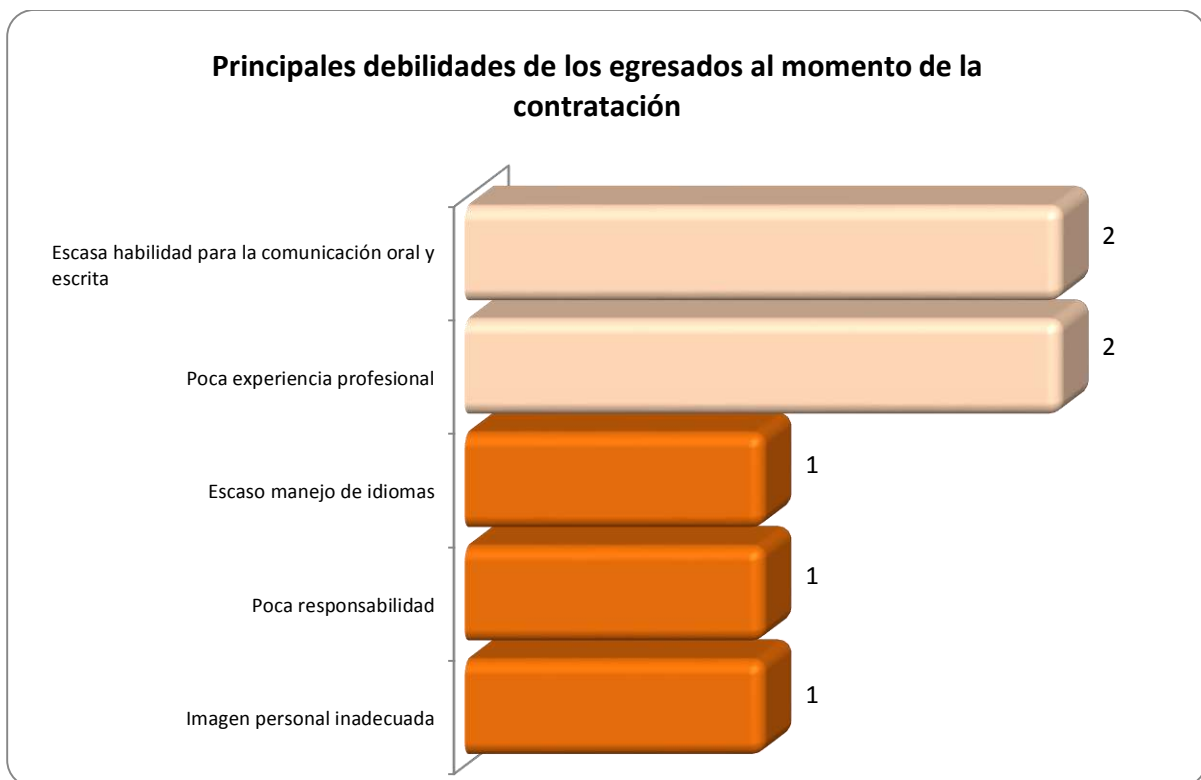 Principales debilidades de los egresados al momento de la
contratación
Escasa habilidad para la comunicación oral y
escrita
2
Poca experiencia profesional
2
Escaso manejo de idiomas
1
Poca responsabilidad
1
Imagen personal inadecuada
1